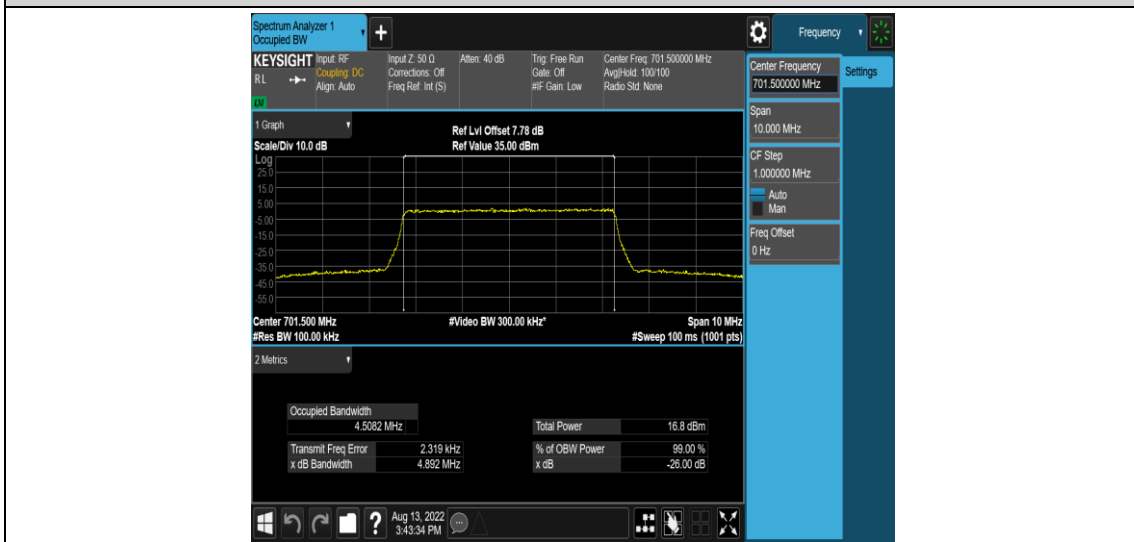 Spectrum Analyzer 1
Occupied BW
Frequency
KEYSIGHT
RL
Input: RF
Coupling: DC
Align: Auto
Input Z: 50 Ω
Corrections: Off
Freq Ref: Int (S)
Atten: 40 dB
Trig: Free Run
Gate: Off
#IF Gain: Low
Center Freq: 701.500000 MHz
Avg|Hold: 100/100
Radio Std: None
Center Frequency
701.500000 MHz
Settings
Span
10.000 MHz
CF Step
1.000000 MHz
Auto
Man
Freq Offset
0 Hz
1 Graph
Ref Lvl Offset 7.78 dB
Scale/Div 10.0 dB
Ref Value 35.00 dBm
Log
25.0
15.0
5.00
-5.00
-15.0
-25.0
-35.0
-45.0
-55.0
Center 701.500 MHz
#Video BW 300.00 kHz*
Span 10 MHz
#Res BW 100.00 kHz
#Sweep 100 ms (1001 pts)
2 Metrics
Occupied Bandwidth
4.5082 MHz
Total Power
16.8 dBm
Transmit Freq Error
2.319 kHz
% of OBW Power
99.00 %
x dB Bandwidth
4.892 MHz
x dB
-26.00 dB
?
Aug 13, 2022
3:43:34 PM